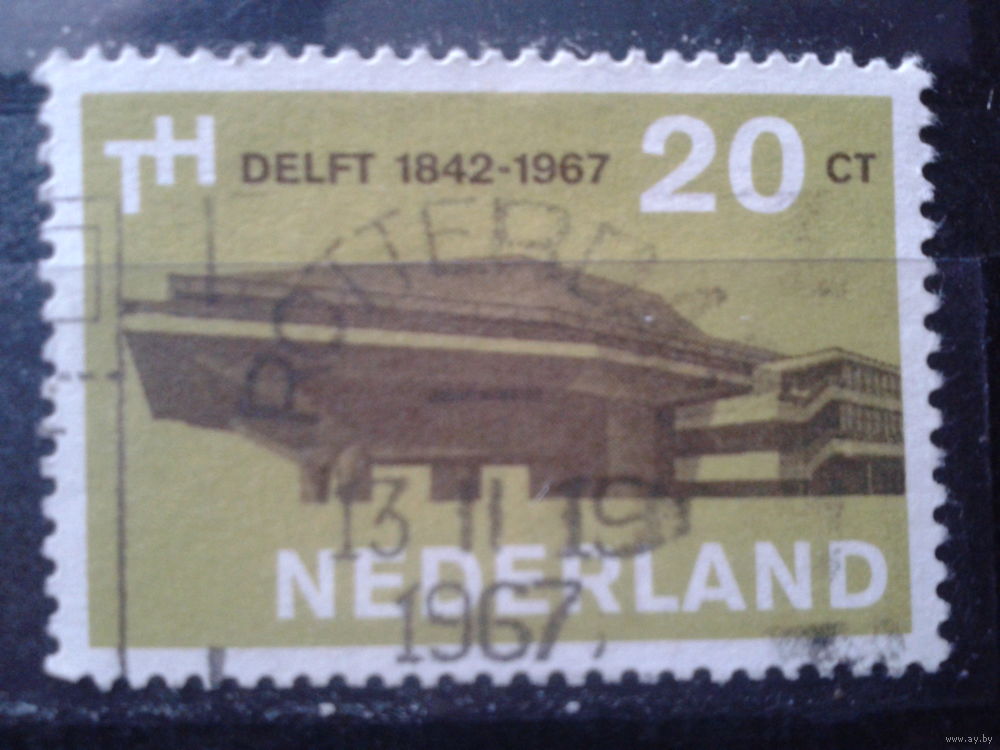 TH DELFT 1842-1967 20 CT
13 II 19
NEDERLAND
1967
www.ay.by